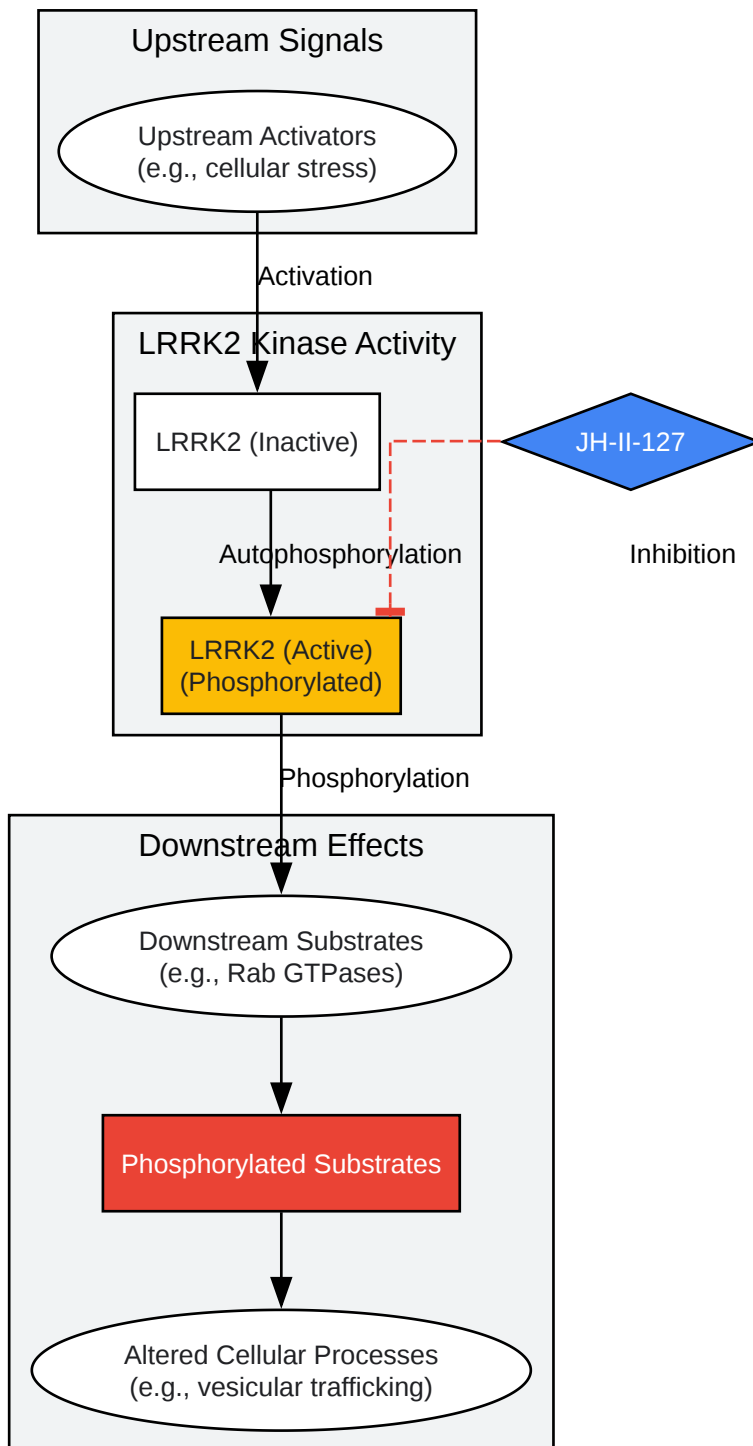 Upstream Signals
Upstream Activators
(e.g., cellular stress)
Activation
LRRK2 Kinase Activity
LRRK2 (Inactive)
JH-II-127
Autophosphorylation
Inhibition
LRRK2 (Active)
(Phosphorylated)
Phosphorylation
Downstream Effects
Downstream Substrates
(e.g., Rab GTPases)
Phosphorylated Substrates
Altered Cellular Processes
(e.g., vesicular trafficking)